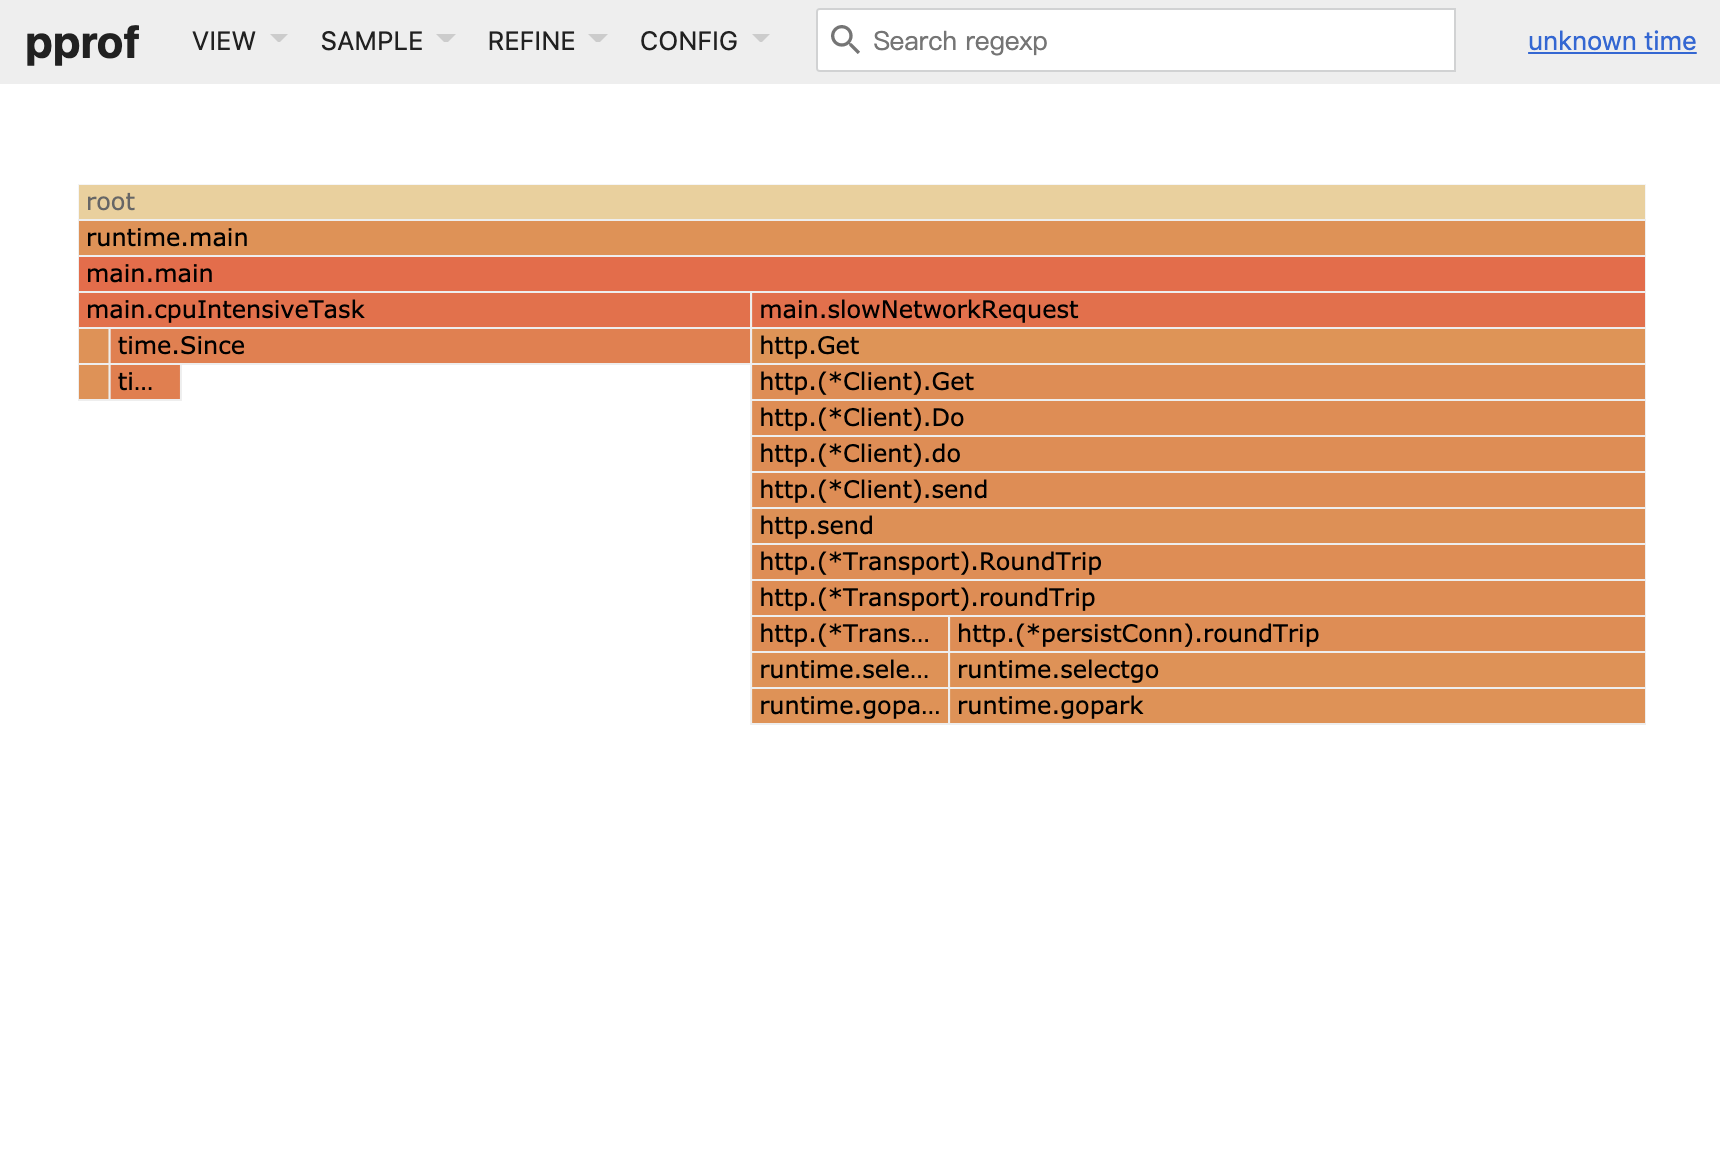 pprof VIEW SAMPLE REFINE CONFIG Search regexp unknown time
root
runtime.main
main.main
main.cpuIntensiveTask main.slowNetworkRequest
time.Since http.Get
ti... http.(*Client).Get
http.(*Client).Do
http.(*Client).do
http.(*Client).send
http.send
http.(*Transport).RoundTrip
http.(*Transport).roundTrip
http.(*Trans... http.(*persistConn).roundTrip
runtime.sele... runtime.selectgo
runtime.gopa... runtime.gopark